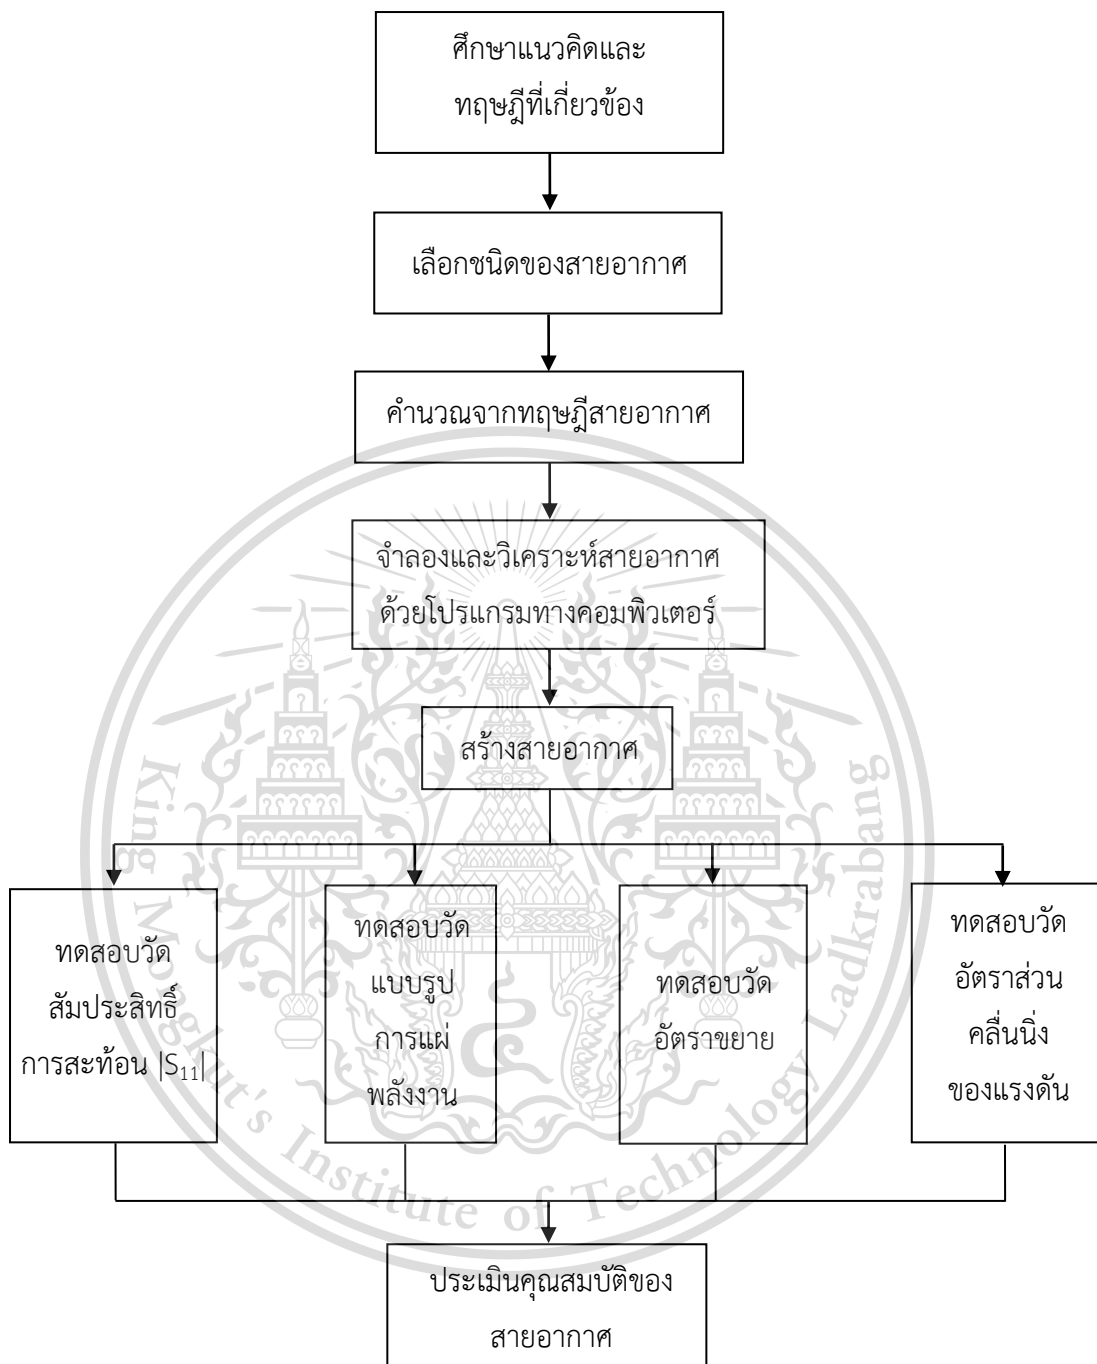 ศึกษาแนวคิดและ
ทฤษฎีที่เกี่ยวข้อง
เลือกชนิดของสายอากาศ
คำนวณจากทฤษฎีสายอากาศ
จำลองและวิเคราะห์สายอากาศ
ด้วยโปรแกรมทางคอมพิวเตอร์
สร้างสายอากาศ
ทดสอบวัด
สัมประสิทธิ์
การสะท้อน |S₁₁|
ทดสอบวัด
แบบรูป
การแผ่
พลังงาน
ทดสอบวัด
อัตราขยาย
ทดสอบวัด
อัตราส่วน
คลื่นนิ่ง
ของแรงดัน
ประเมินคุณสมบัติของ
สายอากาศ
King Mongkut's Institute of Technology Ladkrabang